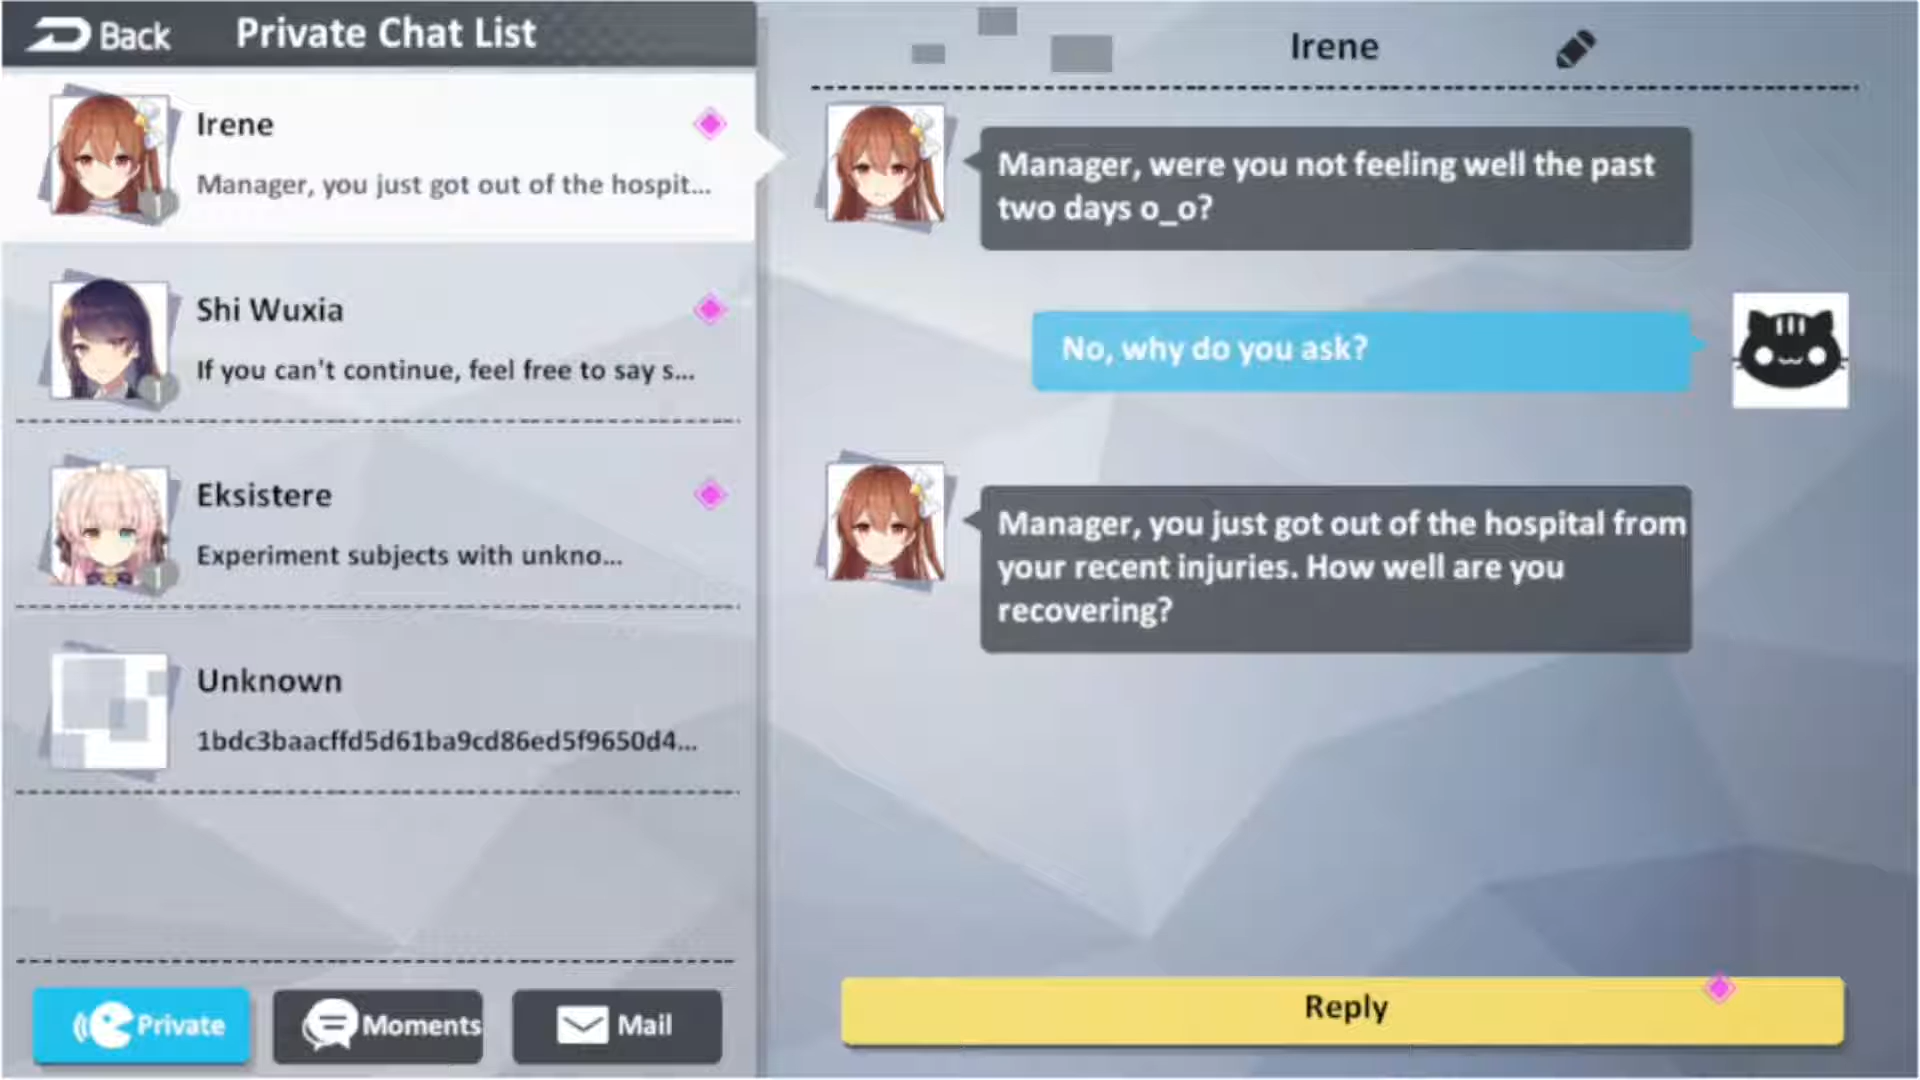 Back
Private Chat List
Irene
Manager, you just got out of the hospit...
Shi Wuxia
If you can't continue, feel free to say s...
Eksistere
Experiment subjects with unkno...
Unknown
1bdc3baacffd5d61ba9cd86ed5f9650d4...
Private
Moments
Mail
Irene
Manager, were you not feeling well the past
two days o_o?
No, why do you ask?
Manager, you just got out of the hospital from
your recent injuries. How well are you
recovering?
Reply